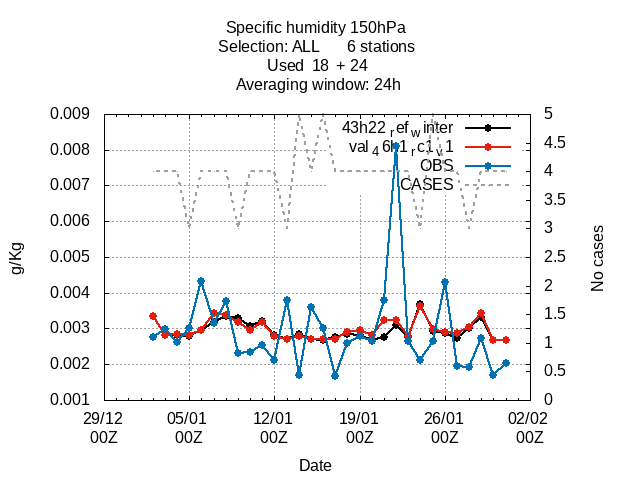 Specific humidity 150hPa
Selection: ALL 6 stations
Used 18 + 24
Averaging window: 24h
0.009 5
43h22_ref_winter
4.5
0.008 val_46h1_rc1_v1
4
OBS
0.007 CASES 3.5
0.006 3
0.005 2.5
0.004 2
1.5
0.003
1
0.002 0.5
0.001 0
g/Kg
No cases
29/12 05/01 12/01 19/01 26/01 02/02
00Z 00Z 00Z 00Z 00Z 00Z
Date